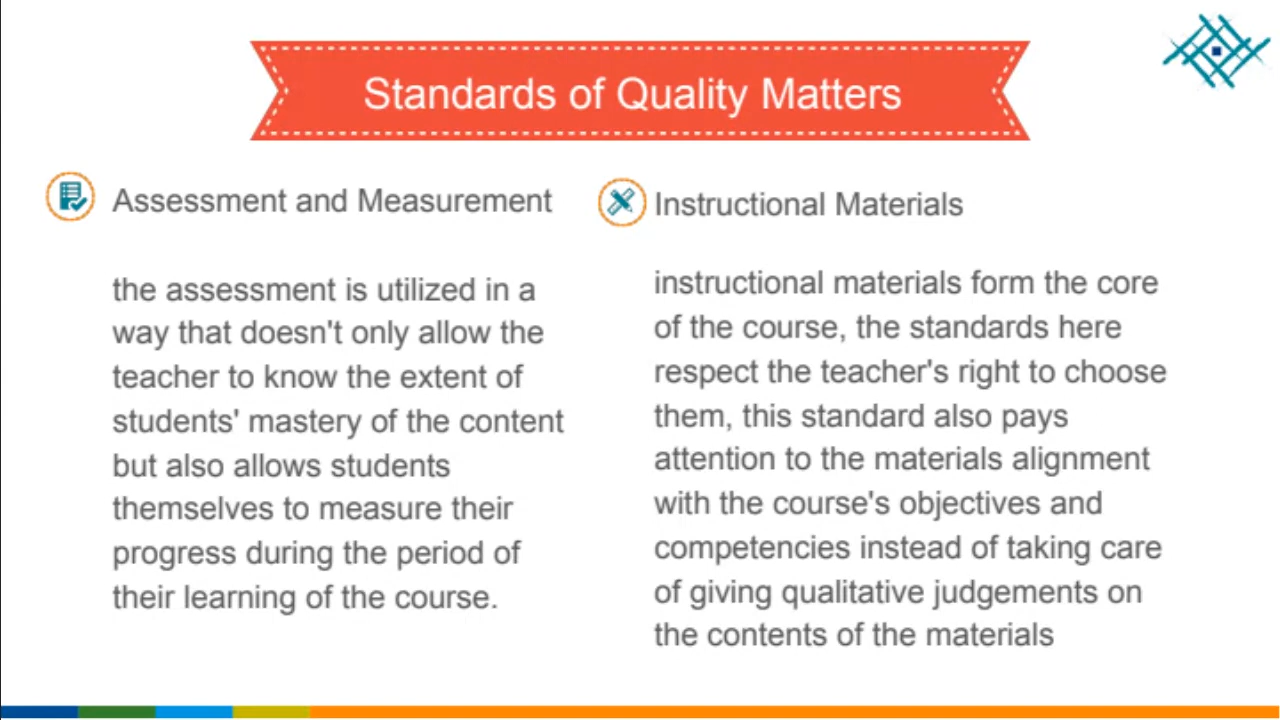 Standards of Quality Matters
Assessment and Measurement
the assessment is utilized in a
way that doesn't only allow the
teacher to know the extent of
students' mastery of the content
but also allows students
themselves to measure their
progress during the period of
their learning of the course.
Instructional Materials
instructional materials form the core
of the course, the standards here
respect the teacher's right to choose
them, this standard also pays
attention to the materials alignment
with the course's objectives and
competencies instead of taking care
of giving qualitative judgements on
the contents of the materials